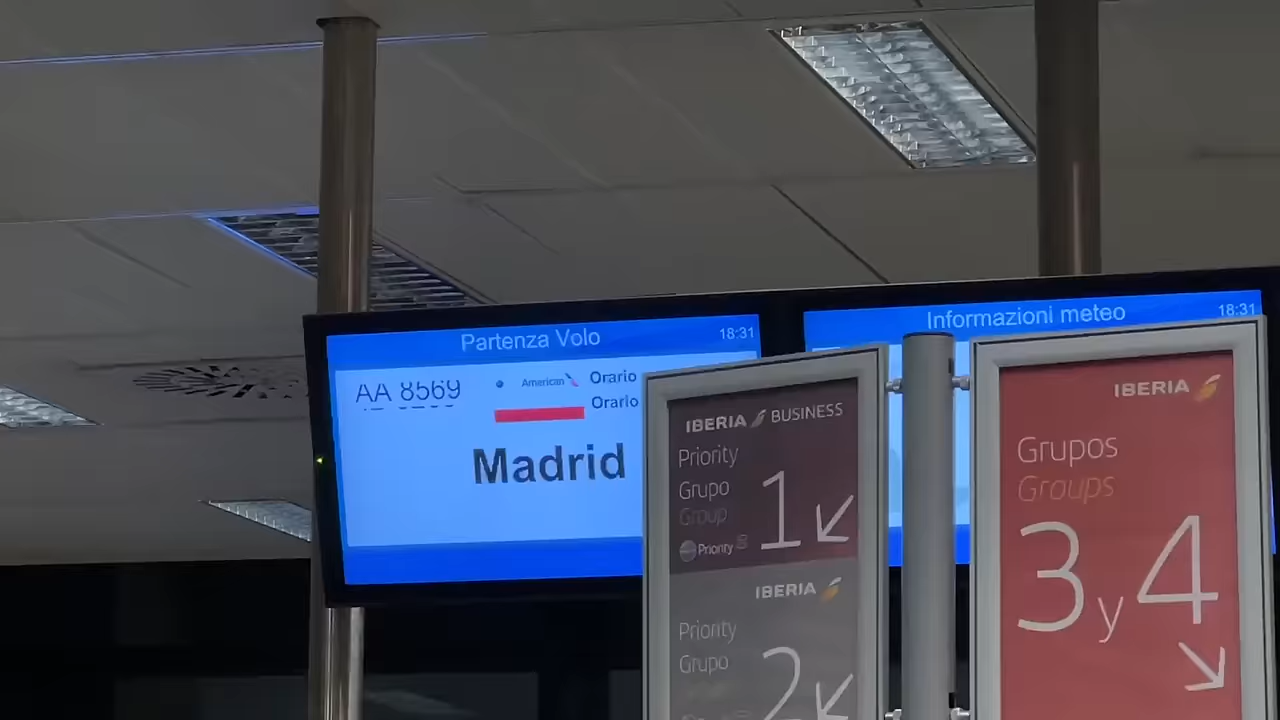 Partenza Volo 18:31
AA 8569
American
Orario
Orario
Madrid
Informazioni meteo 18:31
IBERIA BUSINESS
Priority
Grupo
Group
1
Priority
IBERIA
Priority
Grupo
2
IBERIA
Grupos
Groups
3 y 4